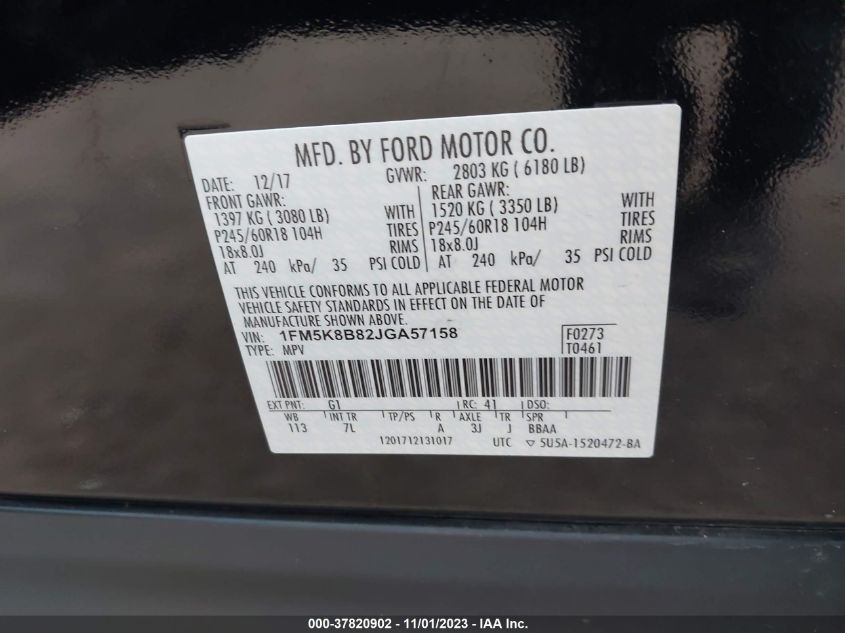 MFD. BY FORD MOTOR CO.
DATE: 12/17 GVWR: 2803 KG ( 6180 LB)
FRONT GAWR: REAR GAWR:
1397 KG ( 3080 LB) WITH 1520 KG ( 3350 LB) WITH
P245/60R18 104H TIRES P245/60R18 104H TIRES
18x8.0J RIMS 18x8.0J RIMS
AT 240 kPa/ 35 PSI COLD AT 240 kPa/ 35 PSI COLD
THIS VEHICLE CONFORMS TO ALL APPLICABLE FEDERAL MOTOR
VEHICLE SAFETY STANDARDS IN EFFECT ON THE DATE OF
MANUFACTURE SHOWN ABOVE.
VIN: 1FM5K8B82JGA57158 F0273
TYPE: MPV T0461
EXT PNT: G1 RC: 41 DSO:
WB INT TR TP/PS R AXLE TR SPR
113 7L A 3J J BBAA
1201712131017 UTC ▽ 5U5A-1520472-BA
000-37820902 - 11/01/2023 - IAA Inc.